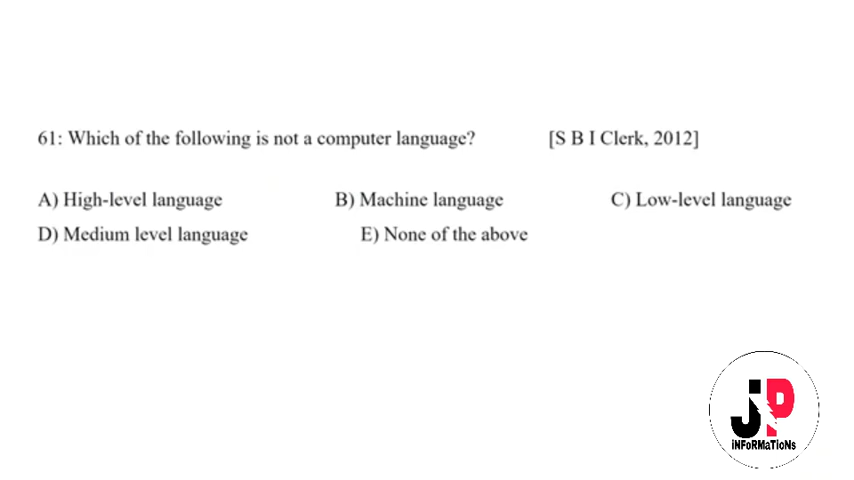 61: Which of the following is not a computer language? [S B I Clerk, 2012]
A) High-level language B) Machine language C) Low-level language
D) Medium level language E) None of the above
JP
iNFoRMaTioNs